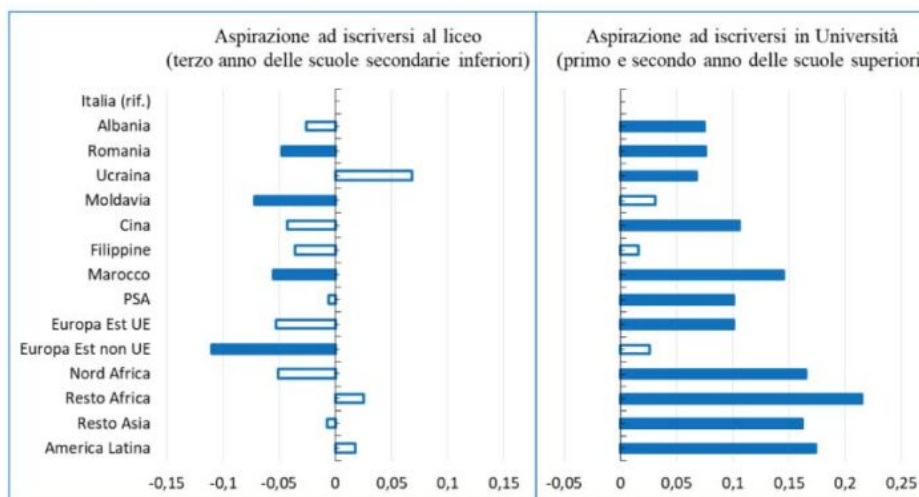 Aspirazione ad iscriversi al liceo
(terzo anno delle scuole secondarie inferiori)
Aspirazione ad iscriversi in Università
(primo e secondo anno delle scuole superiori
Italia (rif.)
Albania
Romania
Ucraina
Moldavia
Cina
Filippine
Marocco
PSA
Europa Est UE
Europa Est non UE
Nord Africa
Resto Africa
Resto Asia
America Latina
-0,15 -0,1 -0,05 0 0,05 0,1 0,15
-0,05 0 0,05 0,1 0,15 0,2 0,25